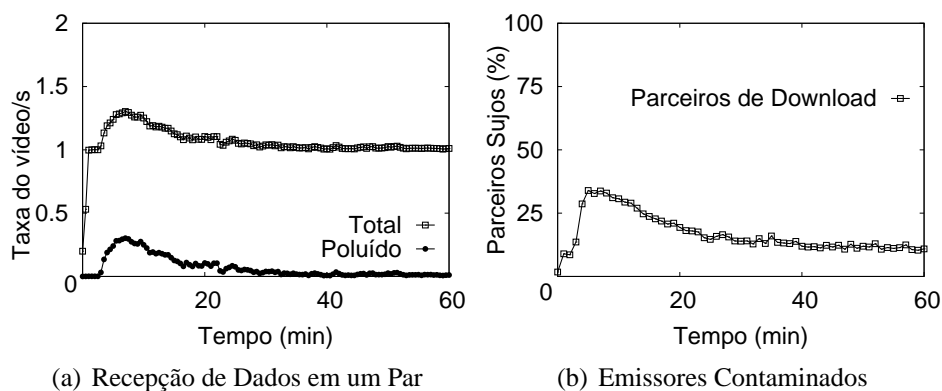 2
1.5
1
0.5
0
Taxa do vídeo/s
Total
Poluído
20
40
60
Tempo (min)
(a) Recepção de Dados em um Par
100
75
50
25
0
Parceiros Sujos (%)
Parceiros de Download
20
40
60
Tempo (min)
(b) Emissores Contaminados